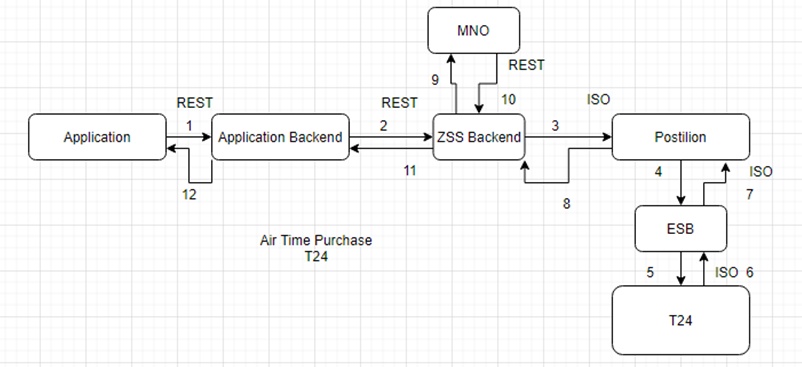 MNO
REST
9
10
REST
REST
ISO
1
2
3
Application
Application Backend
ZSS Backend
Postilion
11
4
ISO
12
8
7
ESB
Air Time Purchase
T24
5
ISO 6
T24